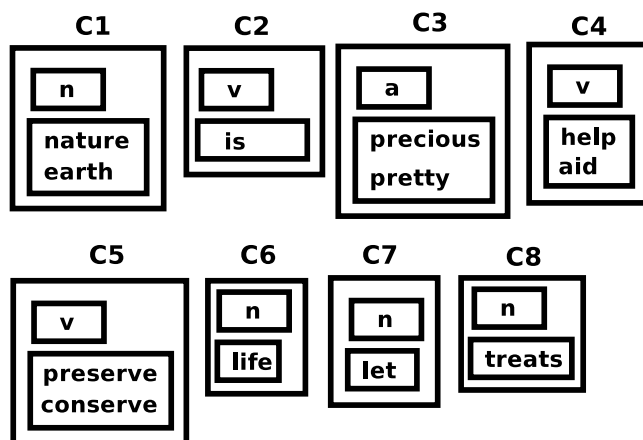 C1 C2 C3 C4
n v a v
nature is precious help
earth pretty aid
C5 C6 C7 C8
v n n n
preserve life let treats
conserve